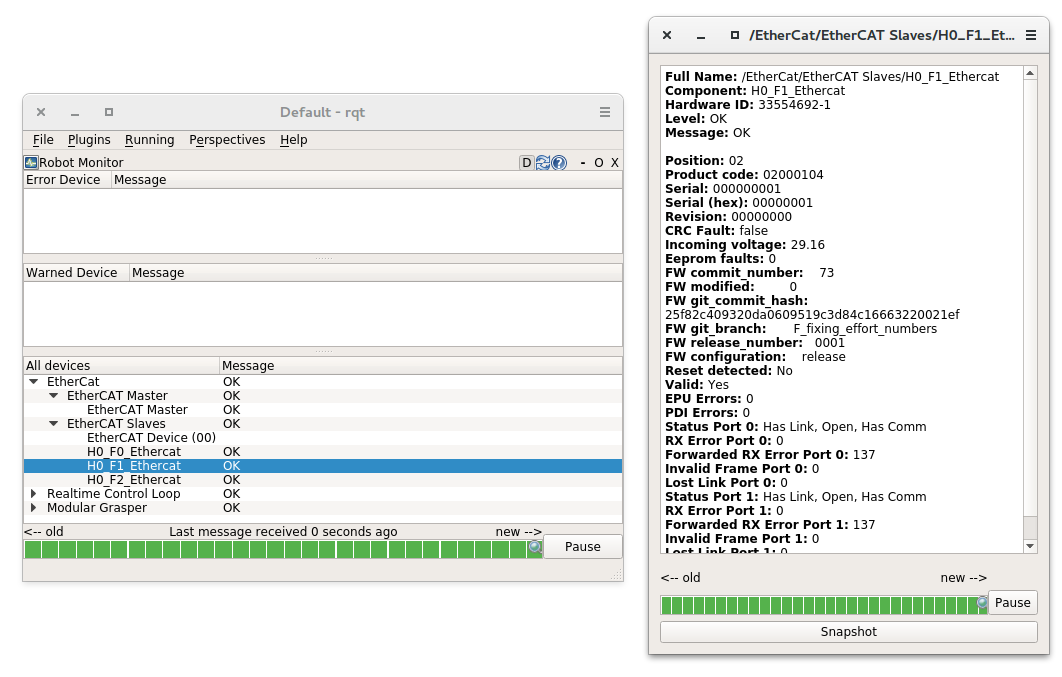 Default - rqt
File Plugins Running Perspectives Help
Robot Monitor D ? - O X
Error Device Message
Warned Device Message
All devices Message
EtherCat OK
EtherCAT Master OK
EtherCAT Master OK
EtherCAT Slaves OK
EtherCAT Device (00)
H0_F0_Ethercat OK
H0_F1_Ethercat OK
H0_F2_Ethercat OK
Realtime Control Loop OK
Modular Grasper OK
<-- old Last message received 0 seconds ago new -->
Pause
/EtherCat/EtherCAT Slaves/H0_F1_Et...
Full Name: /EtherCat/EtherCAT Slaves/H0_F1_Ethercat
Component: H0_F1_Ethercat
Hardware ID: 33554692-1
Level: OK
Message: OK
Position: 02
Product code: 02000104
Serial: 000000001
Serial (hex): 00000001
Revision: 00000000
CRC Fault: false
Incoming voltage: 29.16
Eeprom faults: 0
FW commit_number: 73
FW modified: 0
FW git_commit_hash:
25f82c409320da0609519c3d84c16663220021ef
FW git_branch: F_fixing_effort_numbers
FW release_number: 0001
FW configuration: release
Reset detected: No
Valid: Yes
EPU Errors: 0
PDI Errors: 0
Status Port 0: Has Link, Open, Has Comm
RX Error Port 0: 0
Forwarded RX Error Port 0: 137
Invalid Frame Port 0: 0
Lost Link Port 0: 0
Status Port 1: Has Link, Open, Has Comm
RX Error Port 1: 0
Forwarded RX Error Port 1: 137
Invalid Frame Port 1: 0
Lost Link Port 1: 0
<-- old new -->
Pause
Snapshot